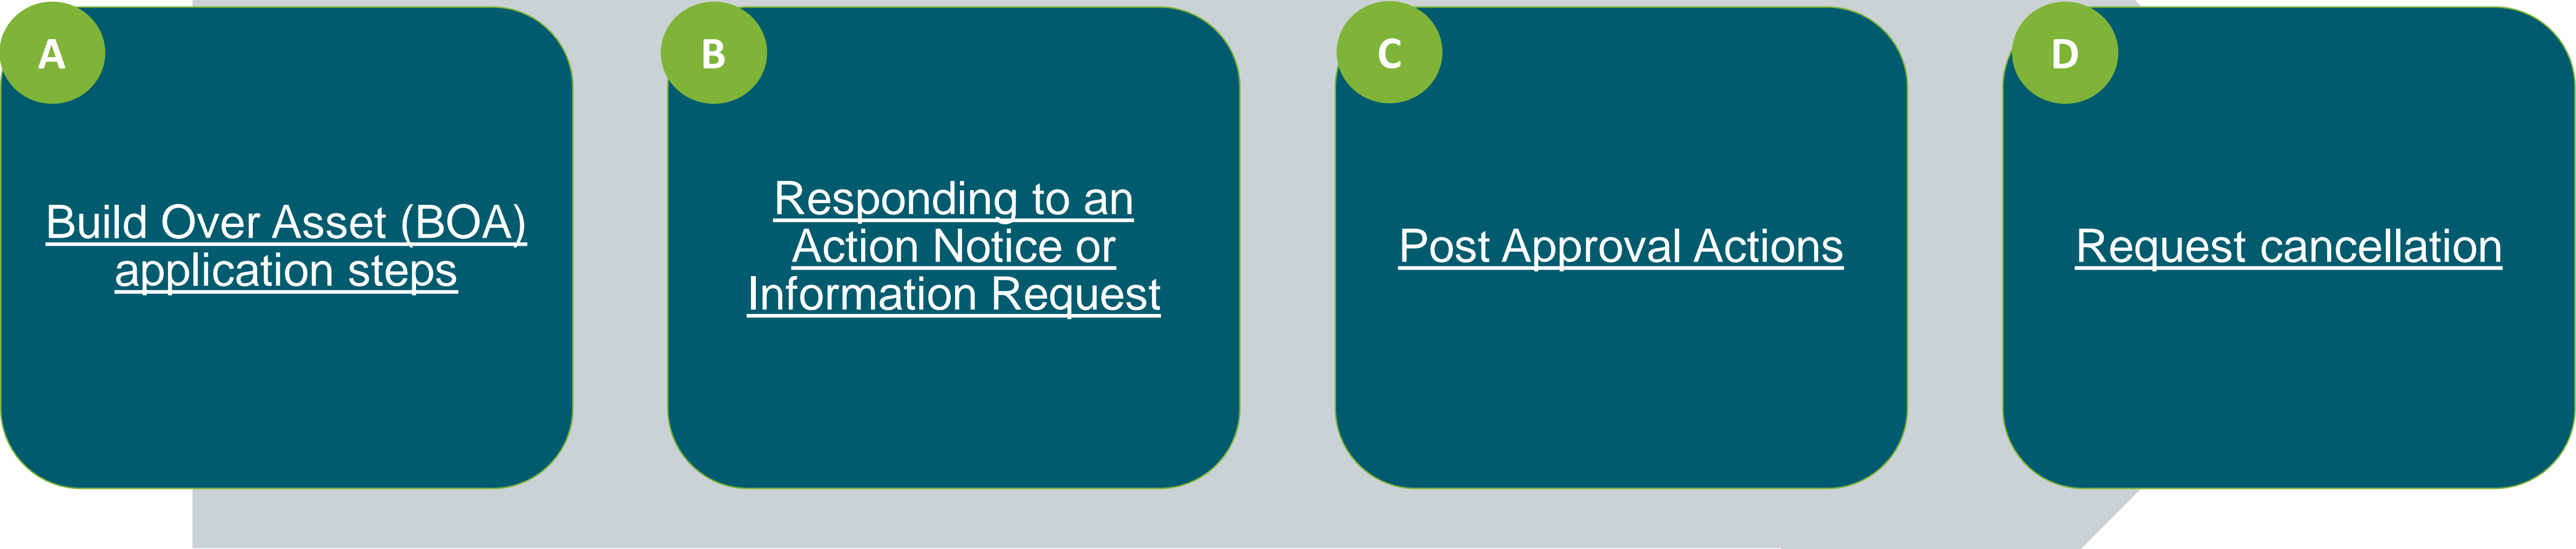 A
Build Over Asset (BOA)
application steps
B
Responding to an
Action Notice or
Information Request
C
Post Approval Actions
D
Request cancellation